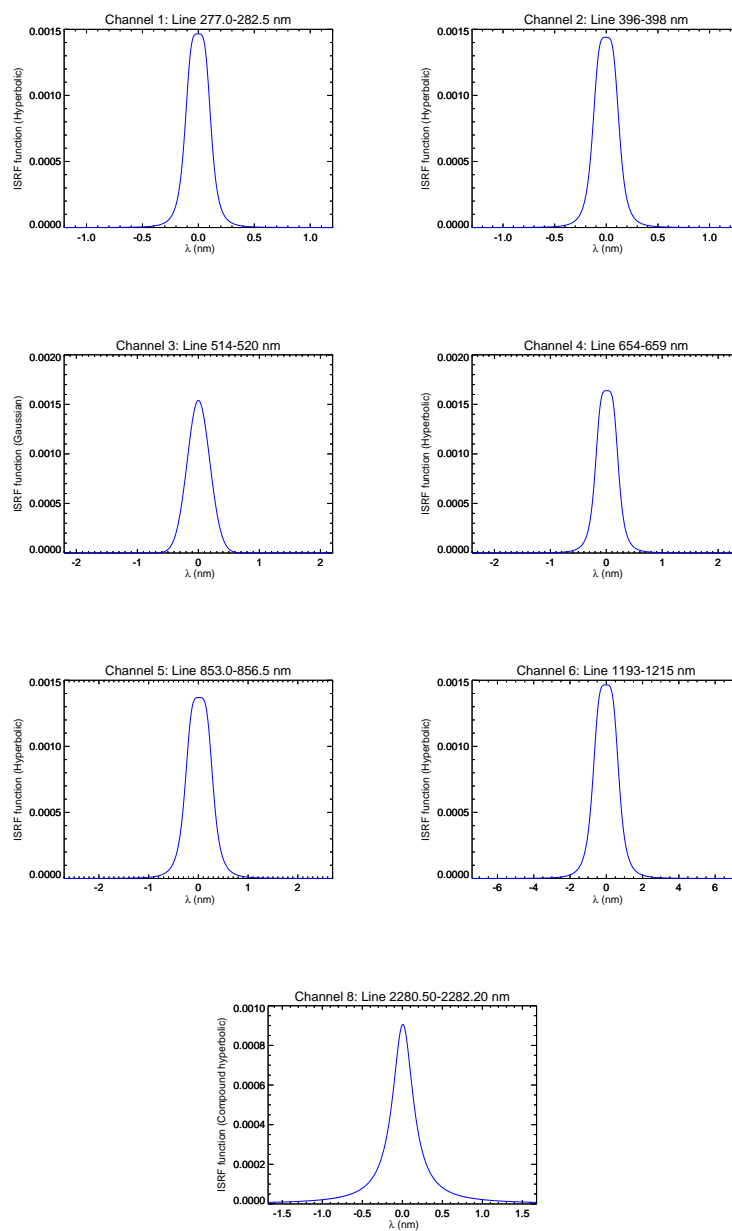 Channel 1: Line 277.0-282.5 nm
ISRF function (Hyperbolic)
0.0015
0.0010
0.0005
0.0000
-1.0 -0.5 0.0 0.5 1.0
λ (nm)
Channel 2: Line 396-398 nm
ISRF function (Hyperbolic)
0.0015
0.0010
0.0005
0.0000
-1.0 -0.5 0.0 0.5 1.0
λ (nm)
Channel 3: Line 514-520 nm
ISRF function (Gaussian)
0.0020
0.0015
0.0010
0.0005
0.0000
-2 -1 0 1 2
λ (nm)
Channel 4: Line 654-659 nm
ISRF function (Hyperbolic)
0.0020
0.0015
0.0010
0.0005
0.0000
-2 -1 0 1 2
λ (nm)
Channel 5: Line 853.0-856.5 nm
ISRF function (Hyperbolic)
0.0015
0.0010
0.0005
0.0000
-2 -1 0 1 2
λ (nm)
Channel 6: Line 1193-1215 nm
ISRF function (Hyperbolic)
0.0015
0.0010
0.0005
0.0000
-6 -4 -2 0 2 4 6
λ (nm)
Channel 8: Line 2280.50-2282.20 nm
ISRF function (Compound hyperbolic)
0.0010
0.0008
0.0006
0.0004
0.0002
0.0000
-1.5 -1.0 -0.5 0.0 0.5 1.0 1.5
λ (nm)